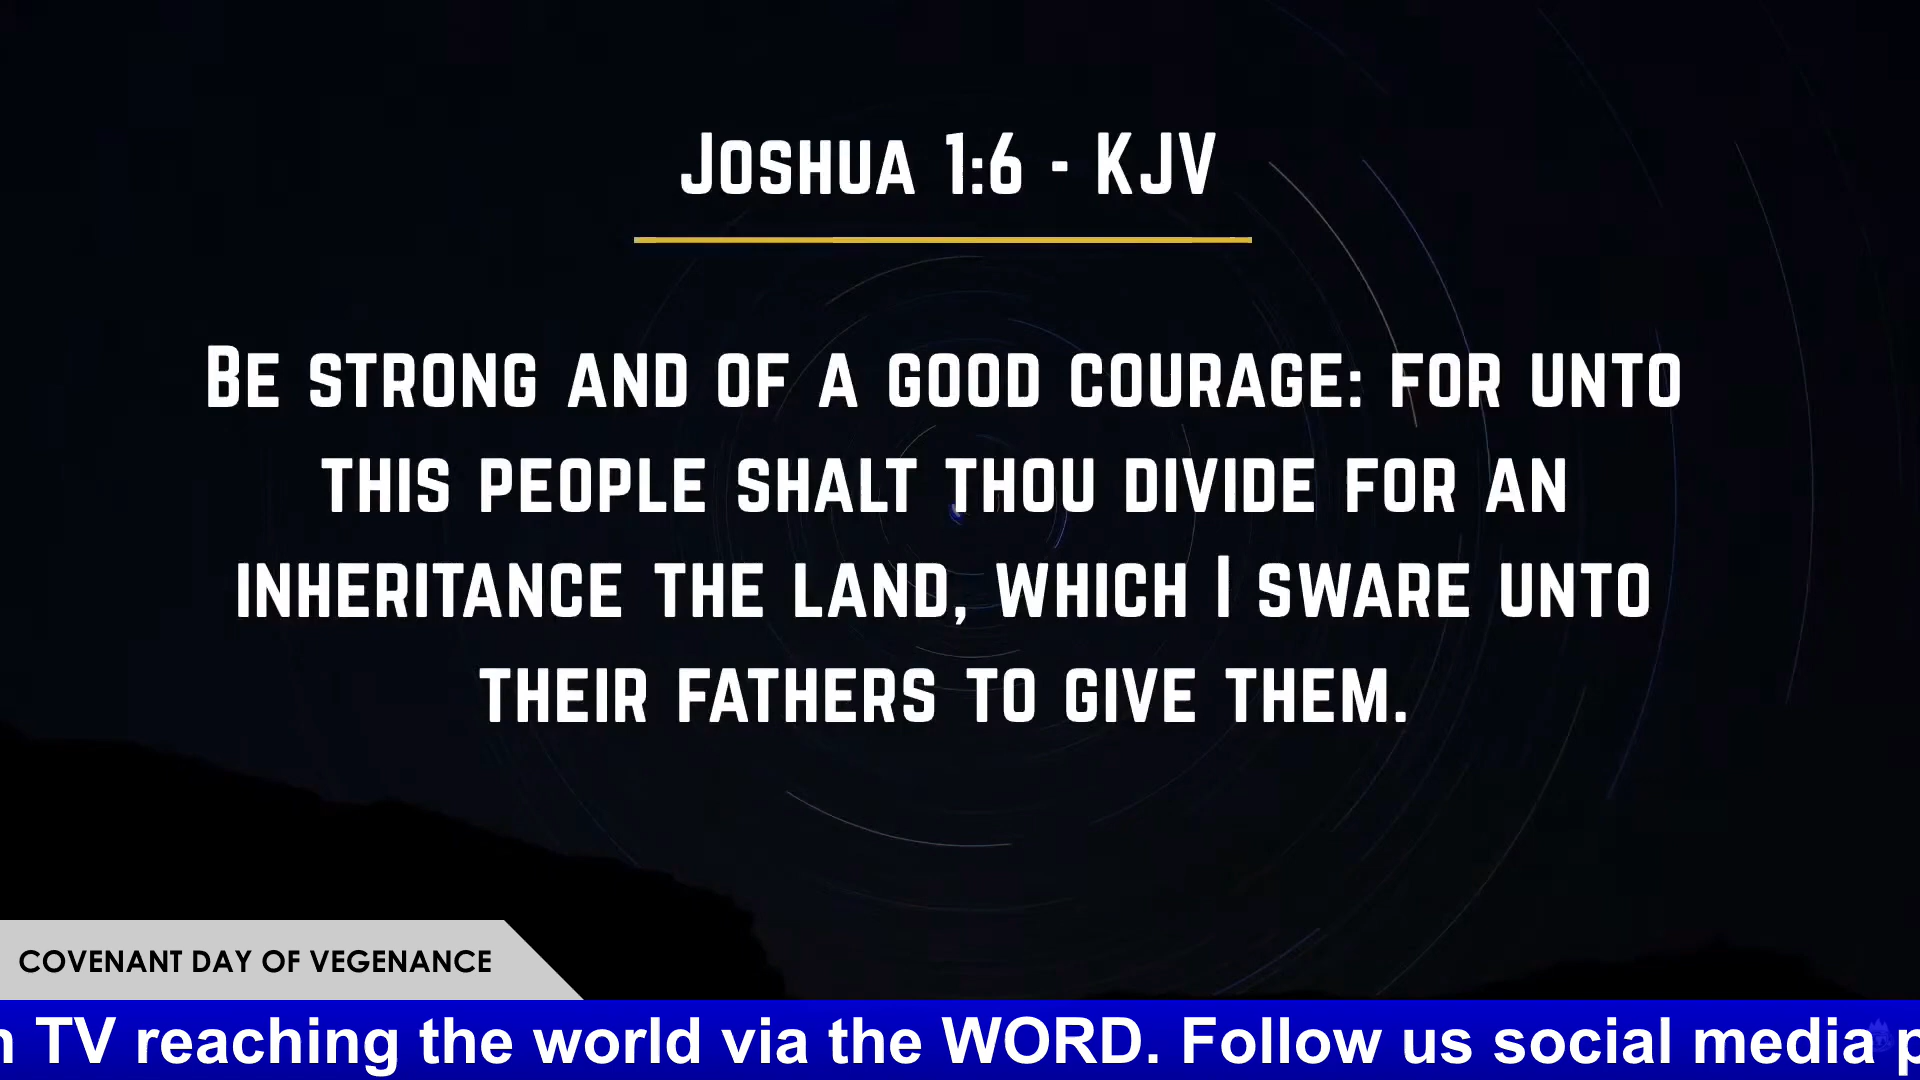 Joshua 1:6 - KJV
Be strong and of a good courage: for unto
this people shalt thou divide for an
inheritance the land, which I sware unto
their fathers to give them.
COVENANT DAY OF VEGENANCE
TV reaching the world via the WORD. Follow us social media